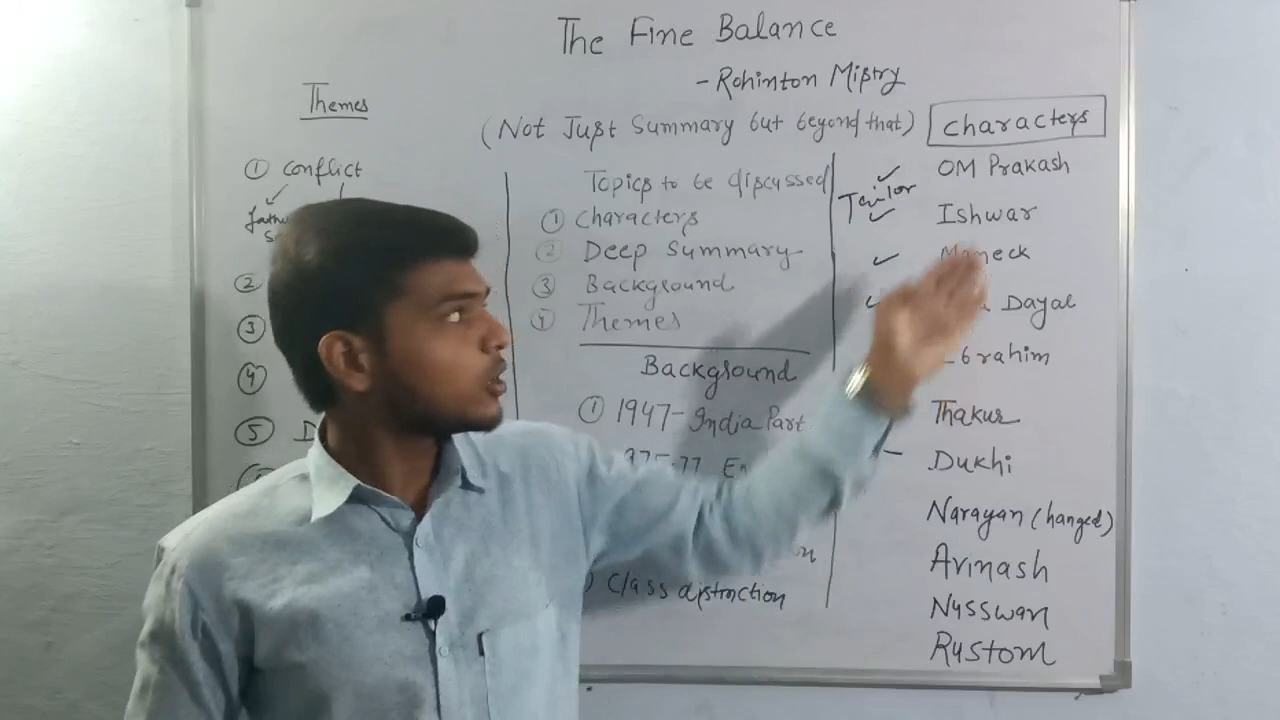 The Fine Balance
- Rohinton Mistry
(Not Just Summary but beyond that)
Themes
① conflict
②
③
④
⑤ D
Topics to be discussed
① Characters
② Deep Summary
③ Background
④ Themes
Background
① 1947- India Part
Class distinction
Characters
Tailor
OM Prakash
Ishwar
Maneck
Dayal
Ebrahim
Thakur
Dukhi
Narayan (hanged)
Avinash
Nusswan
Rustom